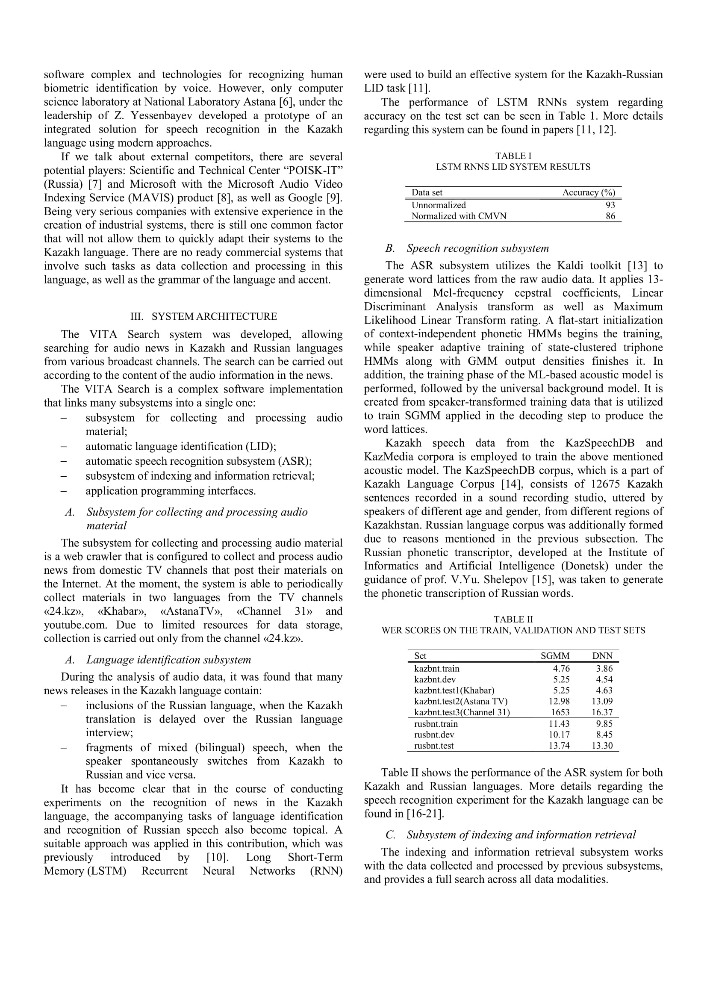 software complex and technologies for recognizing human
biometric identification by voice. However, only computer
science laboratory at National Laboratory Astana [6], under the
leadership of Z. Yessenbayev developed a prototype of an
integrated solution for speech recognition in the Kazakh
language using modern approaches.
If we talk about external competitors, there are several
potential players: Scientific and Technical Center “POISK-IT”
(Russia) [7] and Microsoft with the Microsoft Audio Video
Indexing Service (MAVIS) product [8], as well as Google [9].
Being very serious companies with extensive experience in the
creation of industrial systems, there is still one common factor
that will not allow them to quickly adapt their systems to the
Kazakh language. There are no ready commercial systems that
involve such tasks as data collection and processing in this
language, as well as the grammar of the language and accent.
III. SYSTEM ARCHITECTURE
The VITA Search system was developed, allowing
searching for audio news in Kazakh and Russian languages
from various broadcast channels. The search can be carried out
according to the content of the audio information in the news.
The VITA Search is a complex software implementation
that links many subsystems into a single one:
– subsystem for collecting and processing audio
material;
– automatic language identification (LID);
– automatic speech recognition subsystem (ASR);
– subsystem of indexing and information retrieval;
– application programming interfaces.
A. Subsystem for collecting and processing audio
material
The subsystem for collecting and processing audio material
is a web crawler that is configured to collect and process audio
news from domestic TV channels that post their materials on
the Internet. At the moment, the system is able to periodically
collect materials in two languages from the TV channels
«24.kz», «Khabar», «AstanaTV», «Channel 31» and
youtube.com. Due to limited resources for data storage,
collection is carried out only from the channel «24.kz».
A. Language identification subsystem
During the analysis of audio data, it was found that many
news releases in the Kazakh language contain:
– inclusions of the Russian language, when the Kazakh
translation is delayed over the Russian language
interview;
– fragments of mixed (bilingual) speech, when the
speaker spontaneously switches from Kazakh to
Russian and vice versa.
It has become clear that in the course of conducting
experiments on the recognition of news in the Kazakh
language, the accompanying tasks of language identification
and recognition of Russian speech also become topical. A
suitable approach was applied in this contribution, which was
previously introduced by [10]. Long Short-Term
Memory (LSTM) Recurrent Neural Networks (RNN)
were used to build an effective system for the Kazakh-Russian
LID task [11].
The performance of LSTM RNNs system regarding
accuracy on the test set can be seen in Table 1. More details
regarding this system can be found in papers [11, 12].
TABLE I
LSTM RNNS LID SYSTEM RESULTS
Data set Accuracy (%)
Unnormalized 93
Normalized with CMVN 86
B. Speech recognition subsystem
The ASR subsystem utilizes the Kaldi toolkit [13] to
generate word lattices from the raw audio data. It applies 13-
dimensional Mel-frequency cepstral coefficients, Linear
Discriminant Analysis transform as well as Maximum
Likelihood Linear Transform rating. A flat-start initialization
of context-independent phonetic HMMs begins the training,
while speaker adaptive training of state-clustered triphone
HMMs along with GMM output densities finishes it. In
addition, the training phase of the ML-based acoustic model is
performed, followed by the universal background model. It is
created from speaker-transformed training data that is utilized
to train SGMM applied in the decoding step to produce the
word lattices.
Kazakh speech data from the KazSpeechDB and
KazMedia corpora is employed to train the above mentioned
acoustic model. The KazSpeechDB corpus, which is a part of
Kazakh Language Corpus [14], consists of 12675 Kazakh
sentences recorded in a sound recording studio, uttered by
speakers of different age and gender, from different regions of
Kazakhstan. Russian language corpus was additionally formed
due to reasons mentioned in the previous subsection. The
Russian phonetic transcriptor, developed at the Institute of
Informatics and Artificial Intelligence (Donetsk) under the
guidance of prof. V.Yu. Shelepov [15], was taken to generate
the phonetic transcription of Russian words.
TABLE II
WER SCORES ON THE TRAIN, VALIDATION AND TEST SETS
Set SGMM DNN
kazbnt.train 4.76 3.86
kazbnt.dev 5.25 4.54
kazbnt.test1(Khabar) 5.25 4.63
kazbnt.test2(Astana TV) 12.98 13.09
kazbnt.test3(Channel 31) 1653 16.37
rusbnt.train 11.43 9.85
rusbnt.dev 10.17 8.45
rusbnt.test 13.74 13.30
Table II shows the performance of the ASR system for both
Kazakh and Russian languages. More details regarding the
speech recognition experiment for the Kazakh language can be
found in [16-21].
C. Subsystem of indexing and information retrieval
The indexing and information retrieval subsystem works
with the data collected and processed by previous subsystems,
and provides a full search across all data modalities.